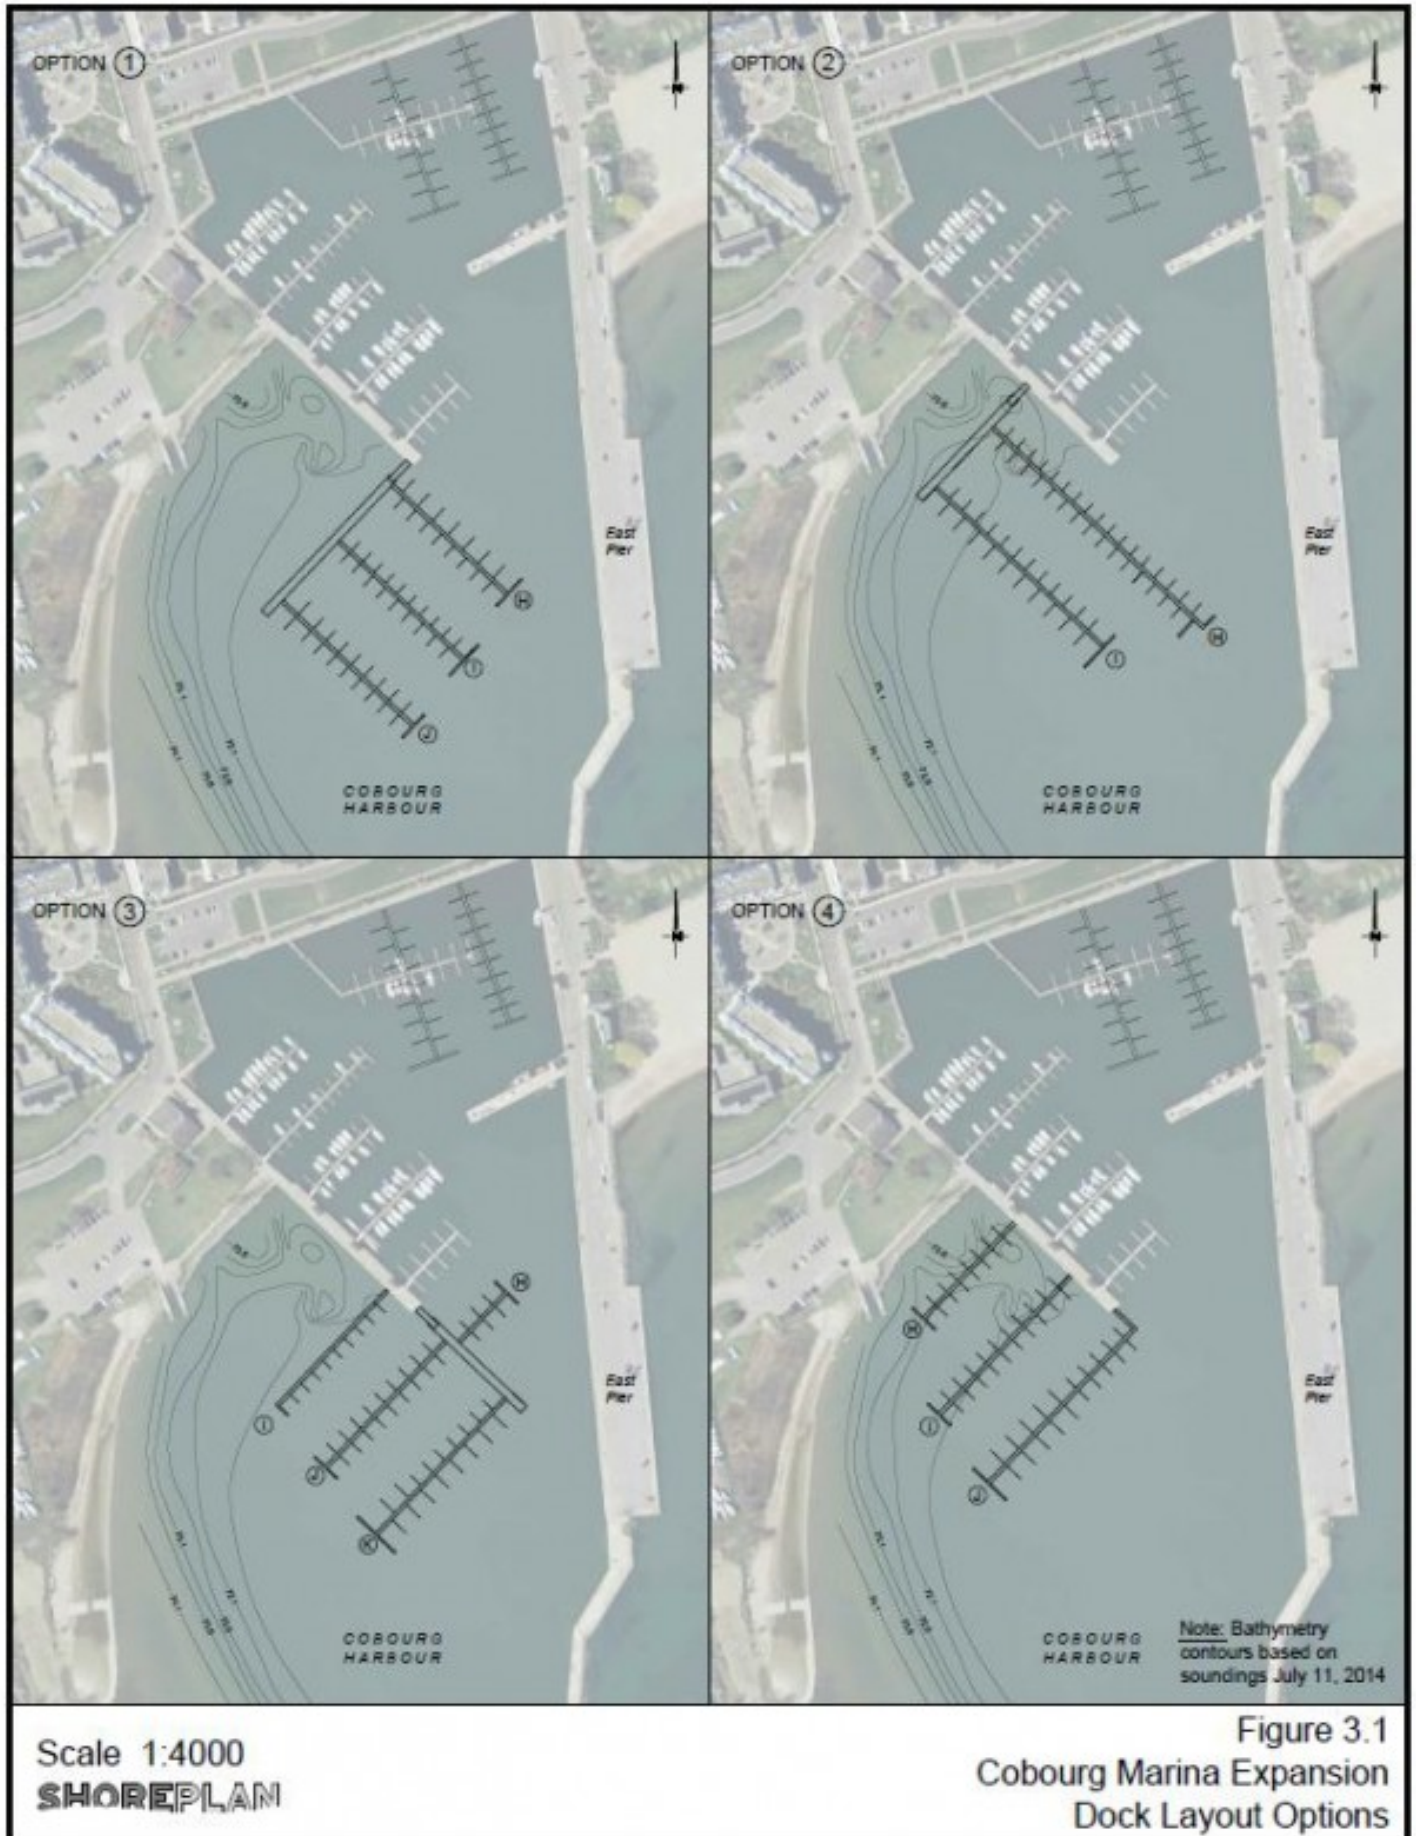 OPTION 1
H
I
J
East
Pier
COBOURG
HARBOUR
N
OPTION 2
H
I
East
Pier
COBOURG
HARBOUR
N
OPTION 3
H
I
J
K
East
Pier
COBOURG
HARBOUR
N
OPTION 4
H
I
J
East
Pier
COBOURG
HARBOUR
N
Note: Bathymetry
contours based on
soundings July 11, 2014
Scale 1:4000
SHOREPLAN
Figure 3.1
Cobourg Marina Expansion
Dock Layout Options